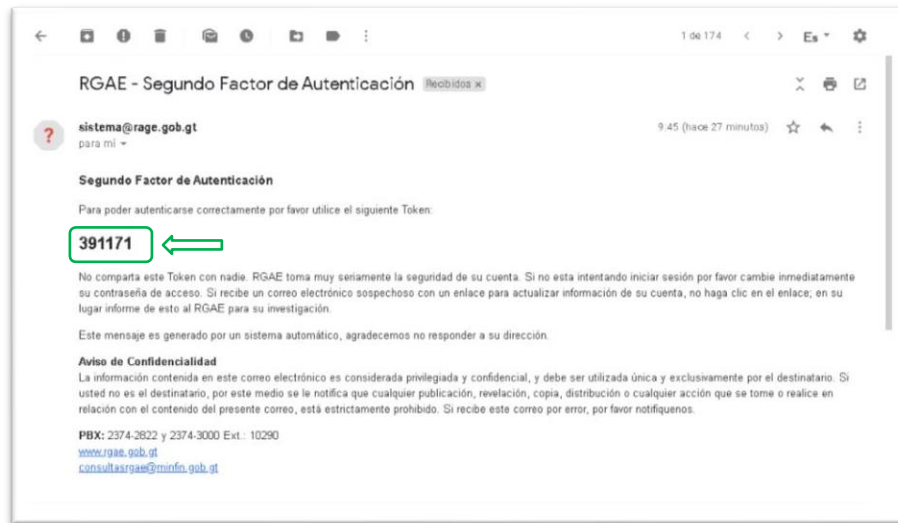 1 de 174
Es
RGAE - Segundo Factor de Autenticación Recibidos x
?
sistema@rage.gob.gt 9:45 (hace 27 minutos)
para mí
Segundo Factor de Autenticación
Para poder autenticarse correctamente por favor utilice el siguiente Token:
391171
No comparta este Token con nadie. RGAE toma muy seriamente la seguridad de su cuenta. Si no esta intentando iniciar sesión por favor cambie inmediatamente
su contraseña de acceso. Si recibe un correo electrónico sospechoso con un enlace para actualizar información de su cuenta, no haga clic en el enlace; en su
lugar informe de esto al RGAE para su investigación.
Este mensaje es generado por un sistema automático, agradecemos no responder a su dirección.
Aviso de Confidencialidad
La información contenida en este correo electrónico es considerada privilegiada y confidencial, y debe ser utilizada única y exclusivamente por el destinatario. Si
usted no es el destinatario, por este medio se le notifica que cualquier publicación, revelación, copia, distribución o cualquier acción que se tome o realice en
relación con el contenido del presente correo, está estrictamente prohibido. Si recibe este correo por error, por favor notifíquenos.
PBX: 2374-2822 y 2374-3000 Ext.: 10290
www.rgae.gob.gt
consultasrgae@minfin.gob.gt